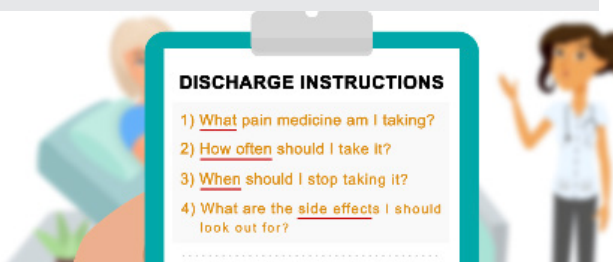 DISCHARGE INSTRUCTIONS
1) What pain medicine am I taking?
2) How often should I take it?
3) When should I stop taking it?
4) What are the side effects I should
look out for?